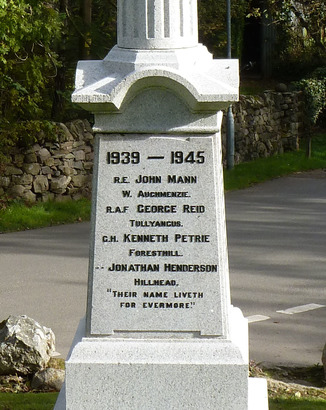 1939 — 1945
R.E. JOHN MANN
W. AUCHMENZIE.
R.A.F. GEORGE REID
TULLYANGUS.
G.H. KENNETH PETRIE
FORESTHILL.
-- JONATHAN HENDERSON
HILLHEAD.
"THEIR NAME LIVETH
FOR EVERMORE."